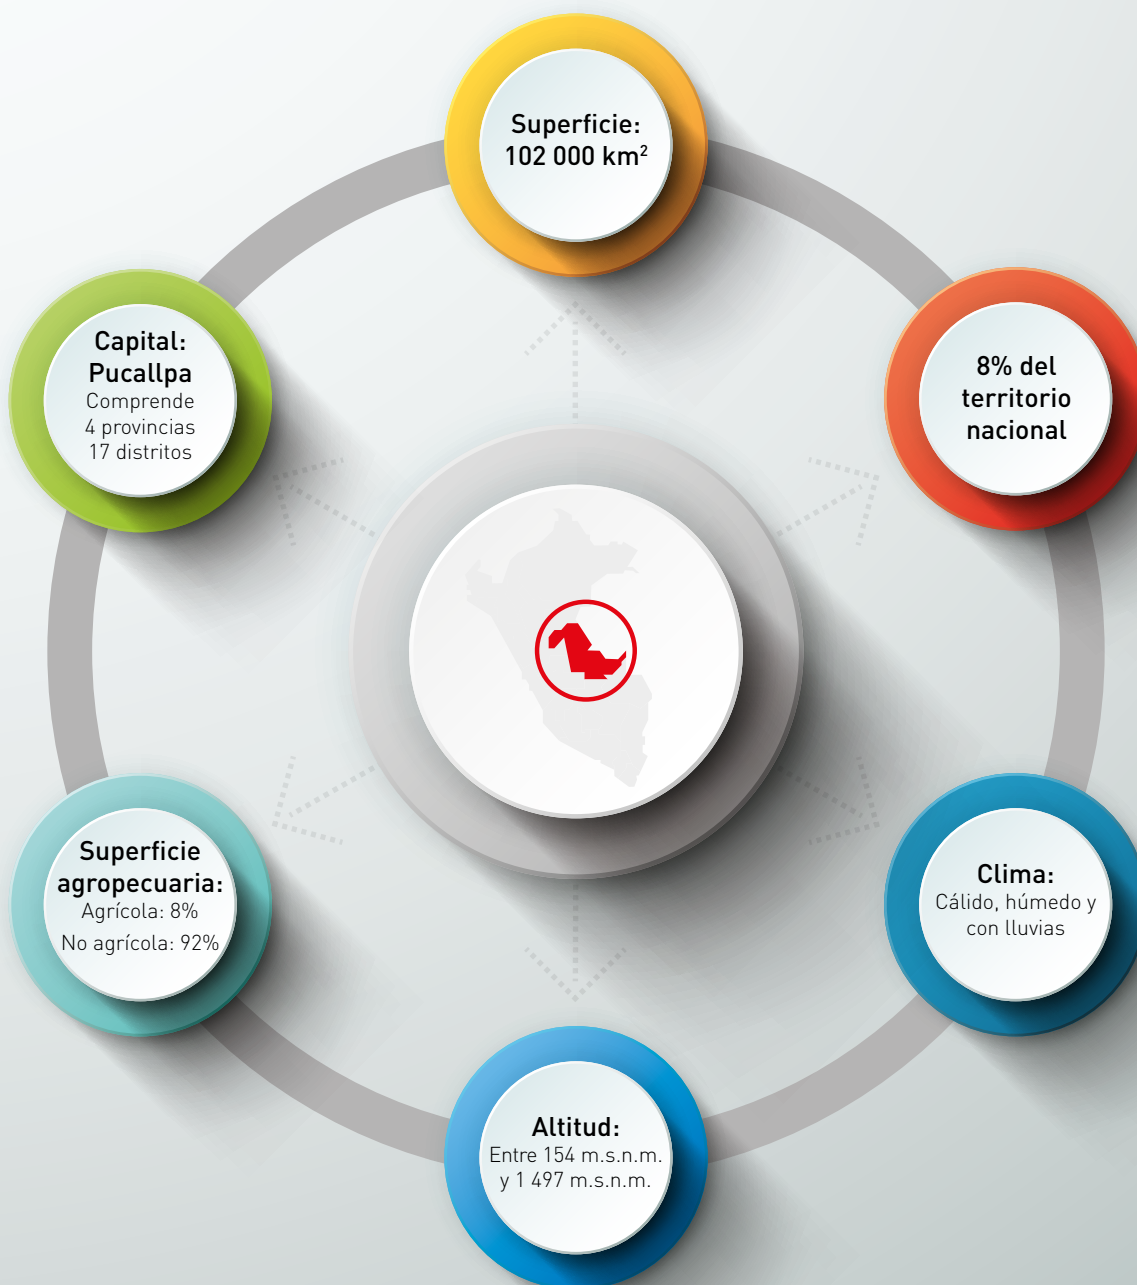 Superficie:
102 000 km²
Capital:
Pucallpa
Comprende
4 provincias
17 distritos
8% del
territorio
nacional
Superficie
agropecuaria:
Agrícola: 8%
No agrícola: 92%
Clima:
Cálido, húmedo y
con lluvias
Altitud:
Entre 154 m.s.n.m.
y 1 497 m.s.n.m.